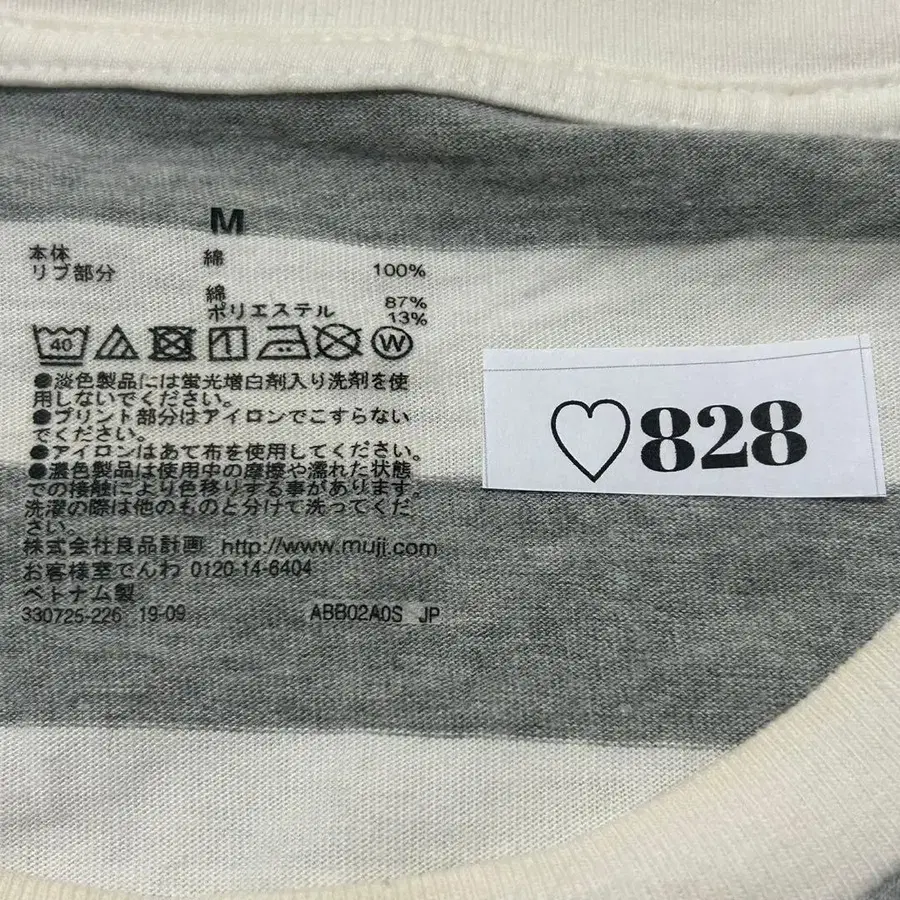 M
本体 綿 100%
リブ部分 綿 87%
ポリエステル 13%
40 W
●淡色製品には蛍光増白剤入り洗剤を使
用しないでください。
●プリント部分はアイロンでこすらない
でください。
●アイロンはあて布を使用してください。
●濃色製品は使用中の摩擦や濡れた状態
での接触により色移りする事があります。
洗濯の際は他のものと分けて洗ってくだ
さい。
株式会社良品計画 http://www.muji.com
お客様室でんわ 0120-14-6404
ベトナム製
330725-226 19-09 ABB02A0S JP
♡828